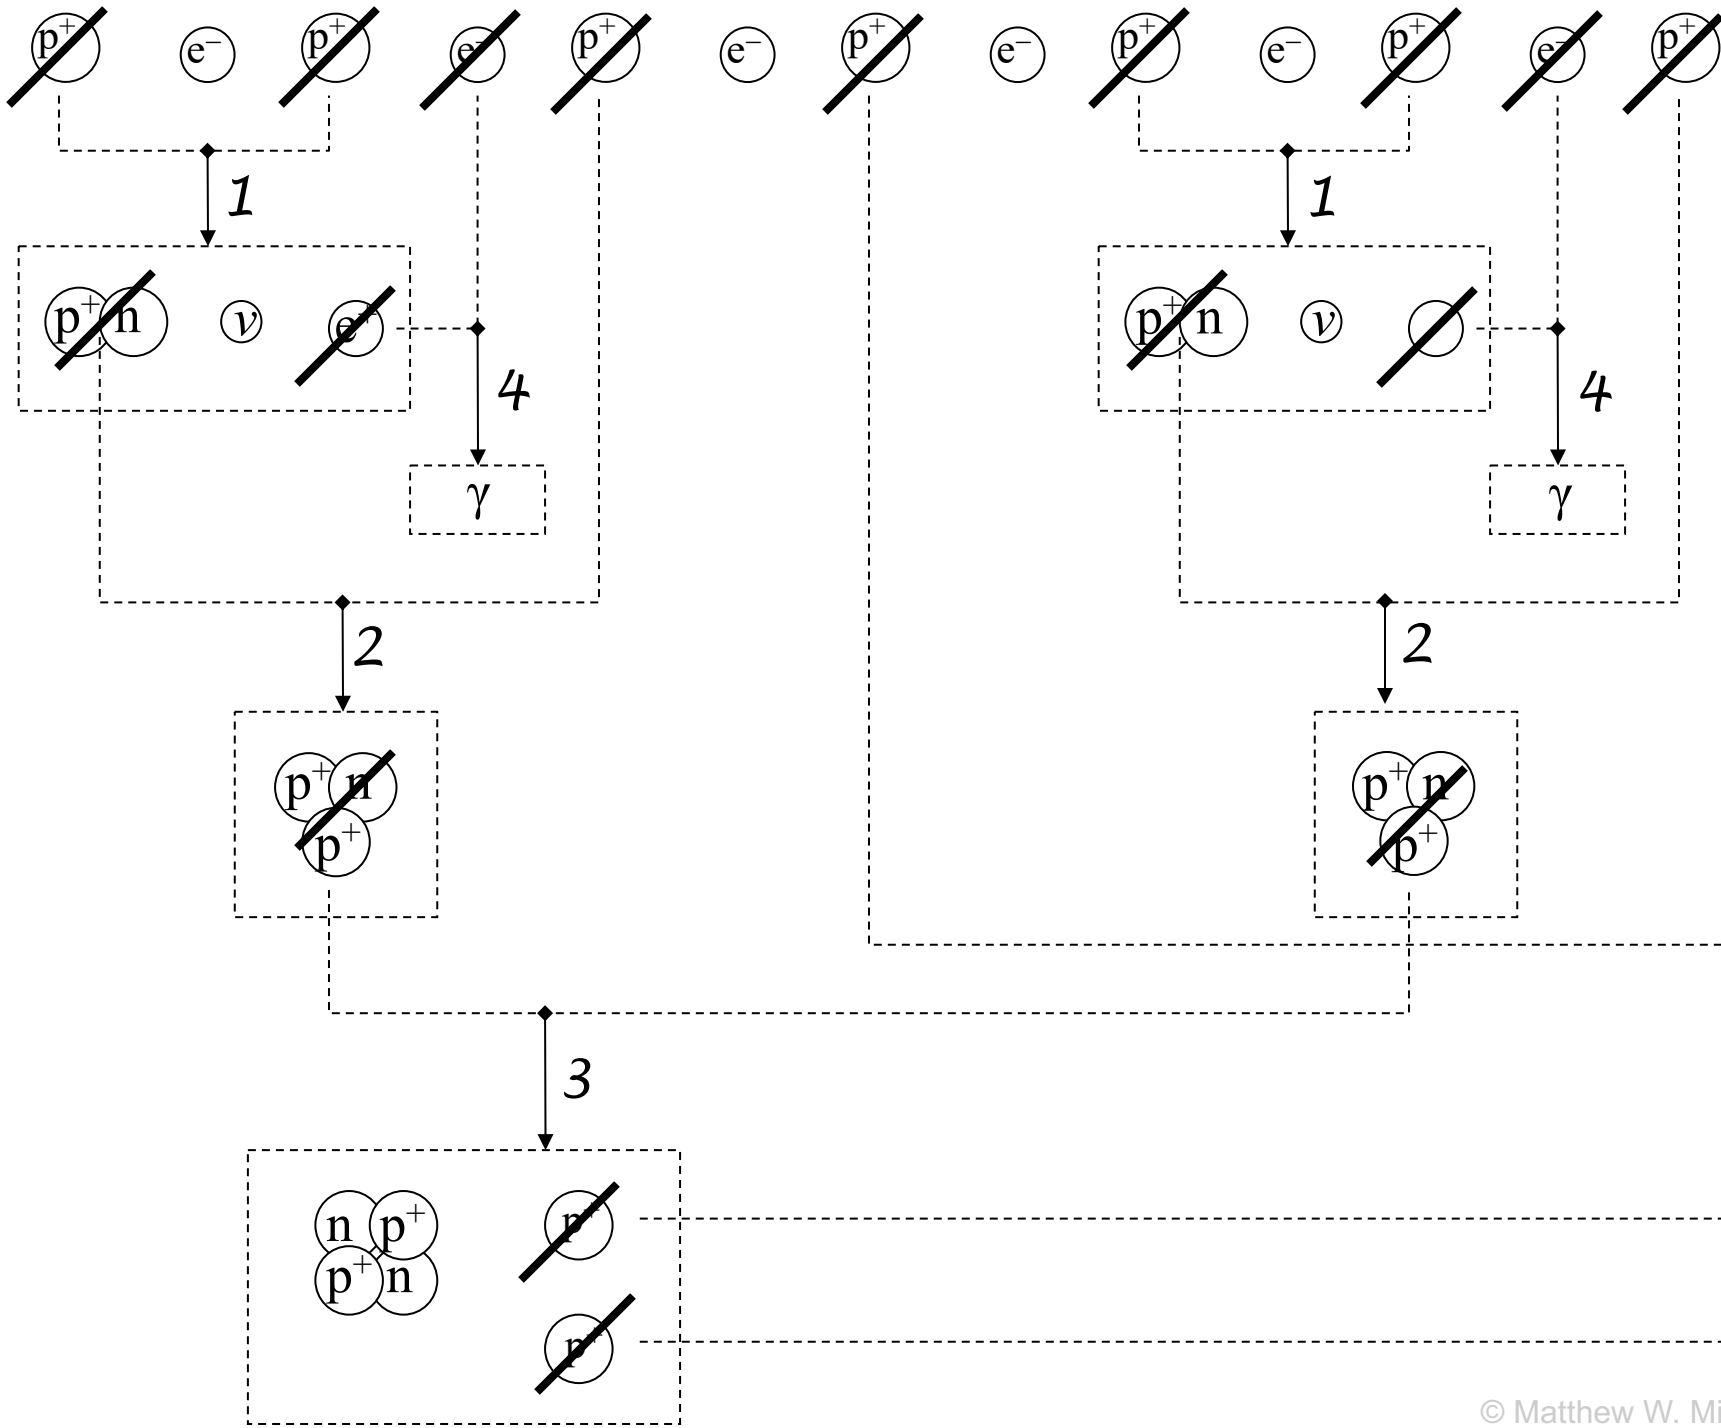 p+ e− p+ e− p+ e− p+ e− p+ e− p+ e− p+
1 1
p+ n ν e+ p+ n ν
4 4
γ γ
2 2
p+ n p+ n
p+ p+
3
n p+ p+
p+ n
p+
© Matthew W. Mi